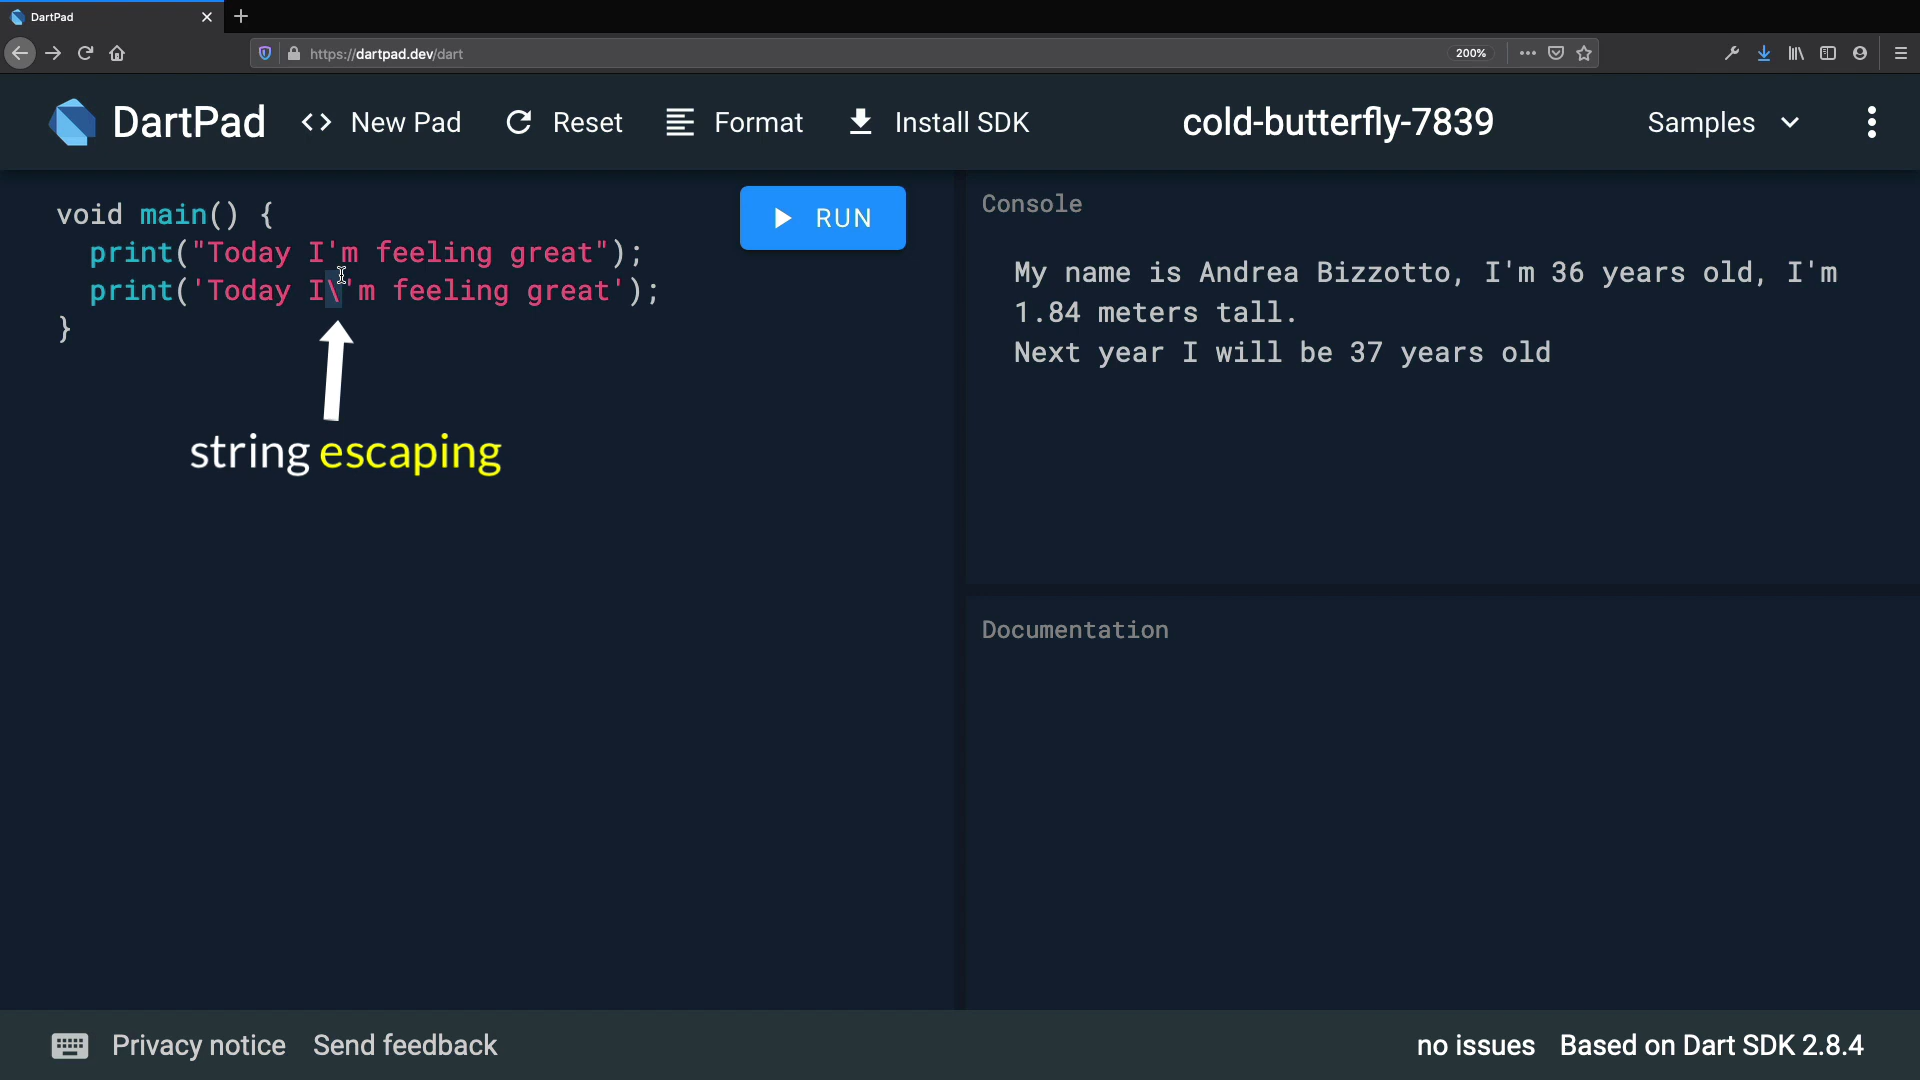 DartPad
https://dartpad.dev/dart
200%
DartPad
<> New Pad
Reset
Format
Install SDK
cold-butterfly-7839
Samples
void main() {
  print("Today I'm feeling great");
  print('Today I\'m feeling great');
}
RUN
string escaping
Console
My name is Andrea Bizzotto, I'm 36 years old, I'm
1.84 meters tall.
Next year I will be 37 years old
Documentation
Privacy notice
Send feedback
no issues
Based on Dart SDK 2.8.4